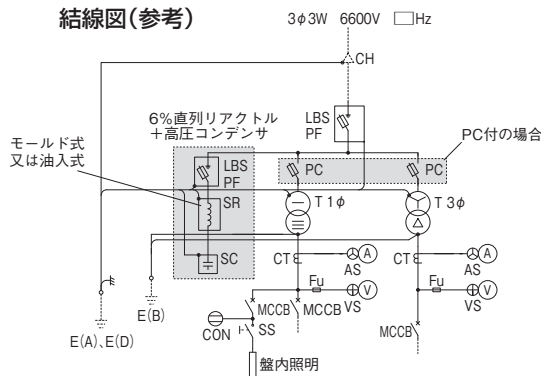 結線図(参考)
3φ3W 6600V □Hz
CH
LBS
PF
6%直列リアクトル
+高圧コンデンサ
PC付の場合
モールド式
又は油入式
LBS
PF
PC
PC
SR
T 1φ
T 3φ
SC
CT
A
AS
CT
A
AS
Fu
V
VS
Fu
V
VS
E(B)
MCCB
MCCB
MCCB
CON
SS
E(A)、E(D)
盤内照明